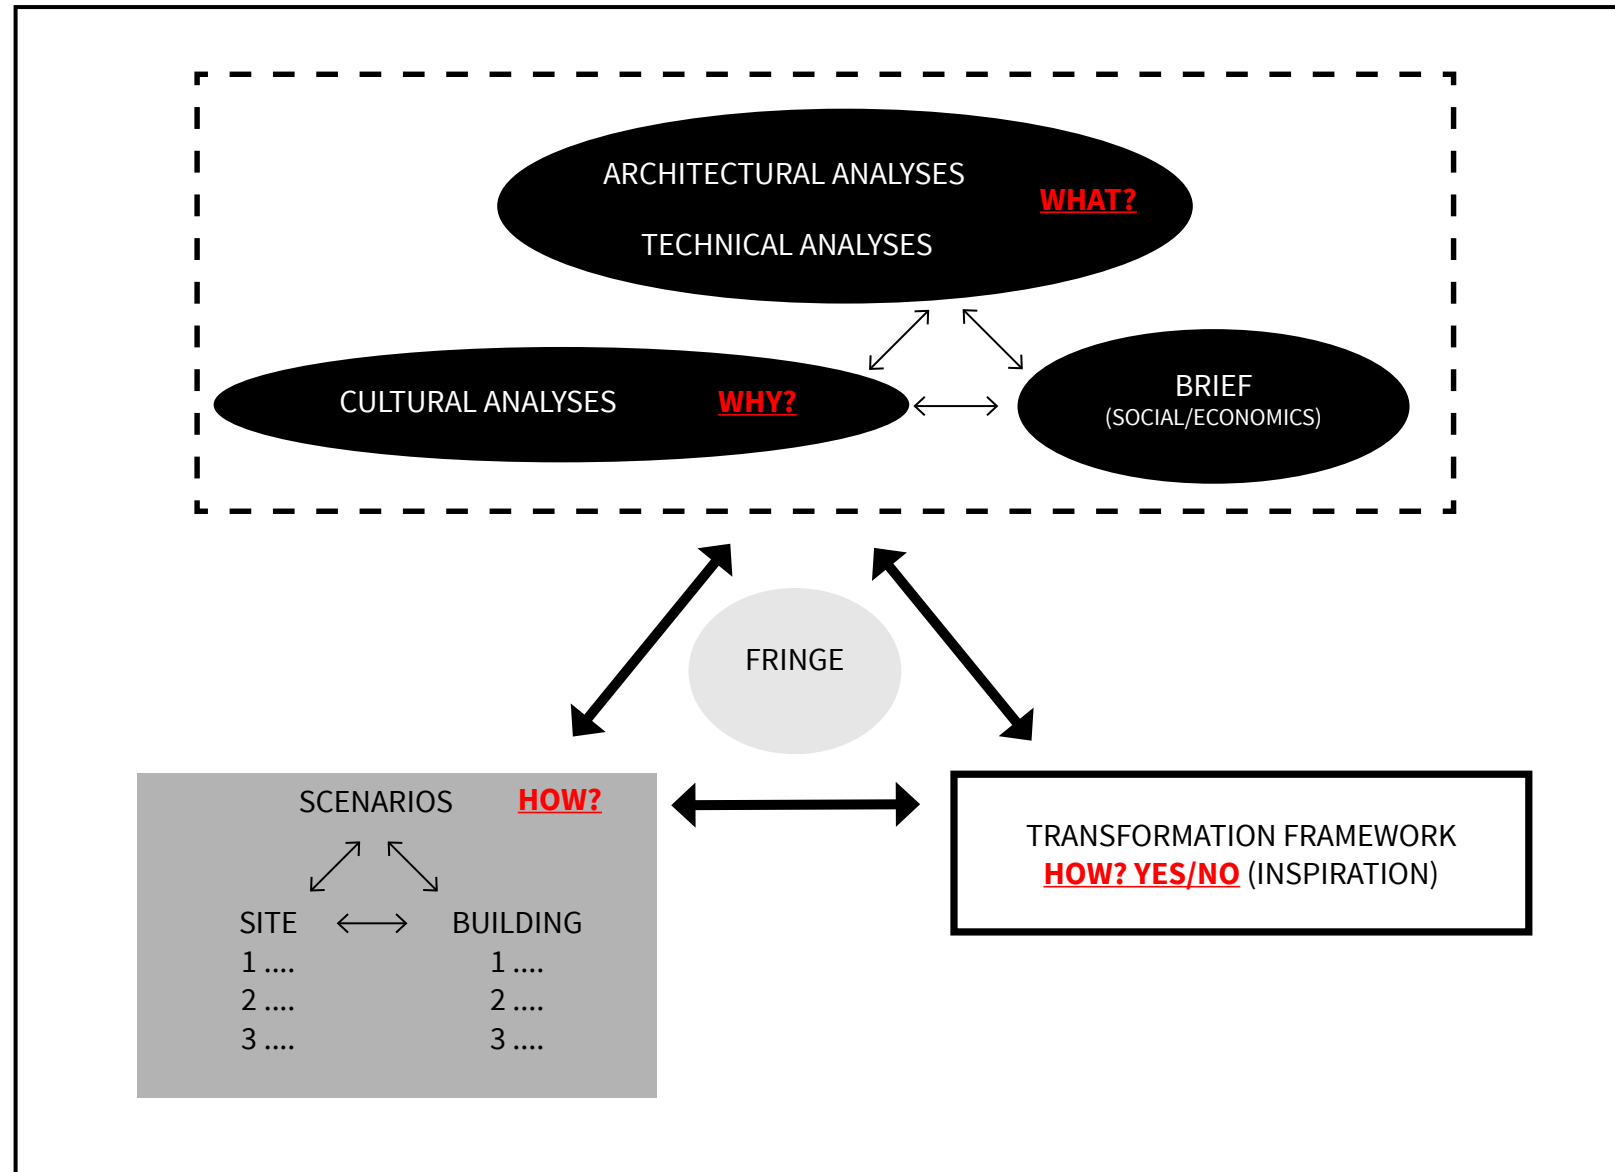 ARCHITECTURAL ANALYSES
WHAT?
TECHNICAL ANALYSES
CULTURAL ANALYSES WHY?
BRIEF
(SOCIAL/ECONOMICS)
FRINGE
SCENARIOS HOW?
SITE BUILDING
1 .... 1 ....
2 .... 2 ....
3 .... 3 ....
TRANSFORMATION FRAMEWORK
HOW? YES/NO (INSPIRATION)